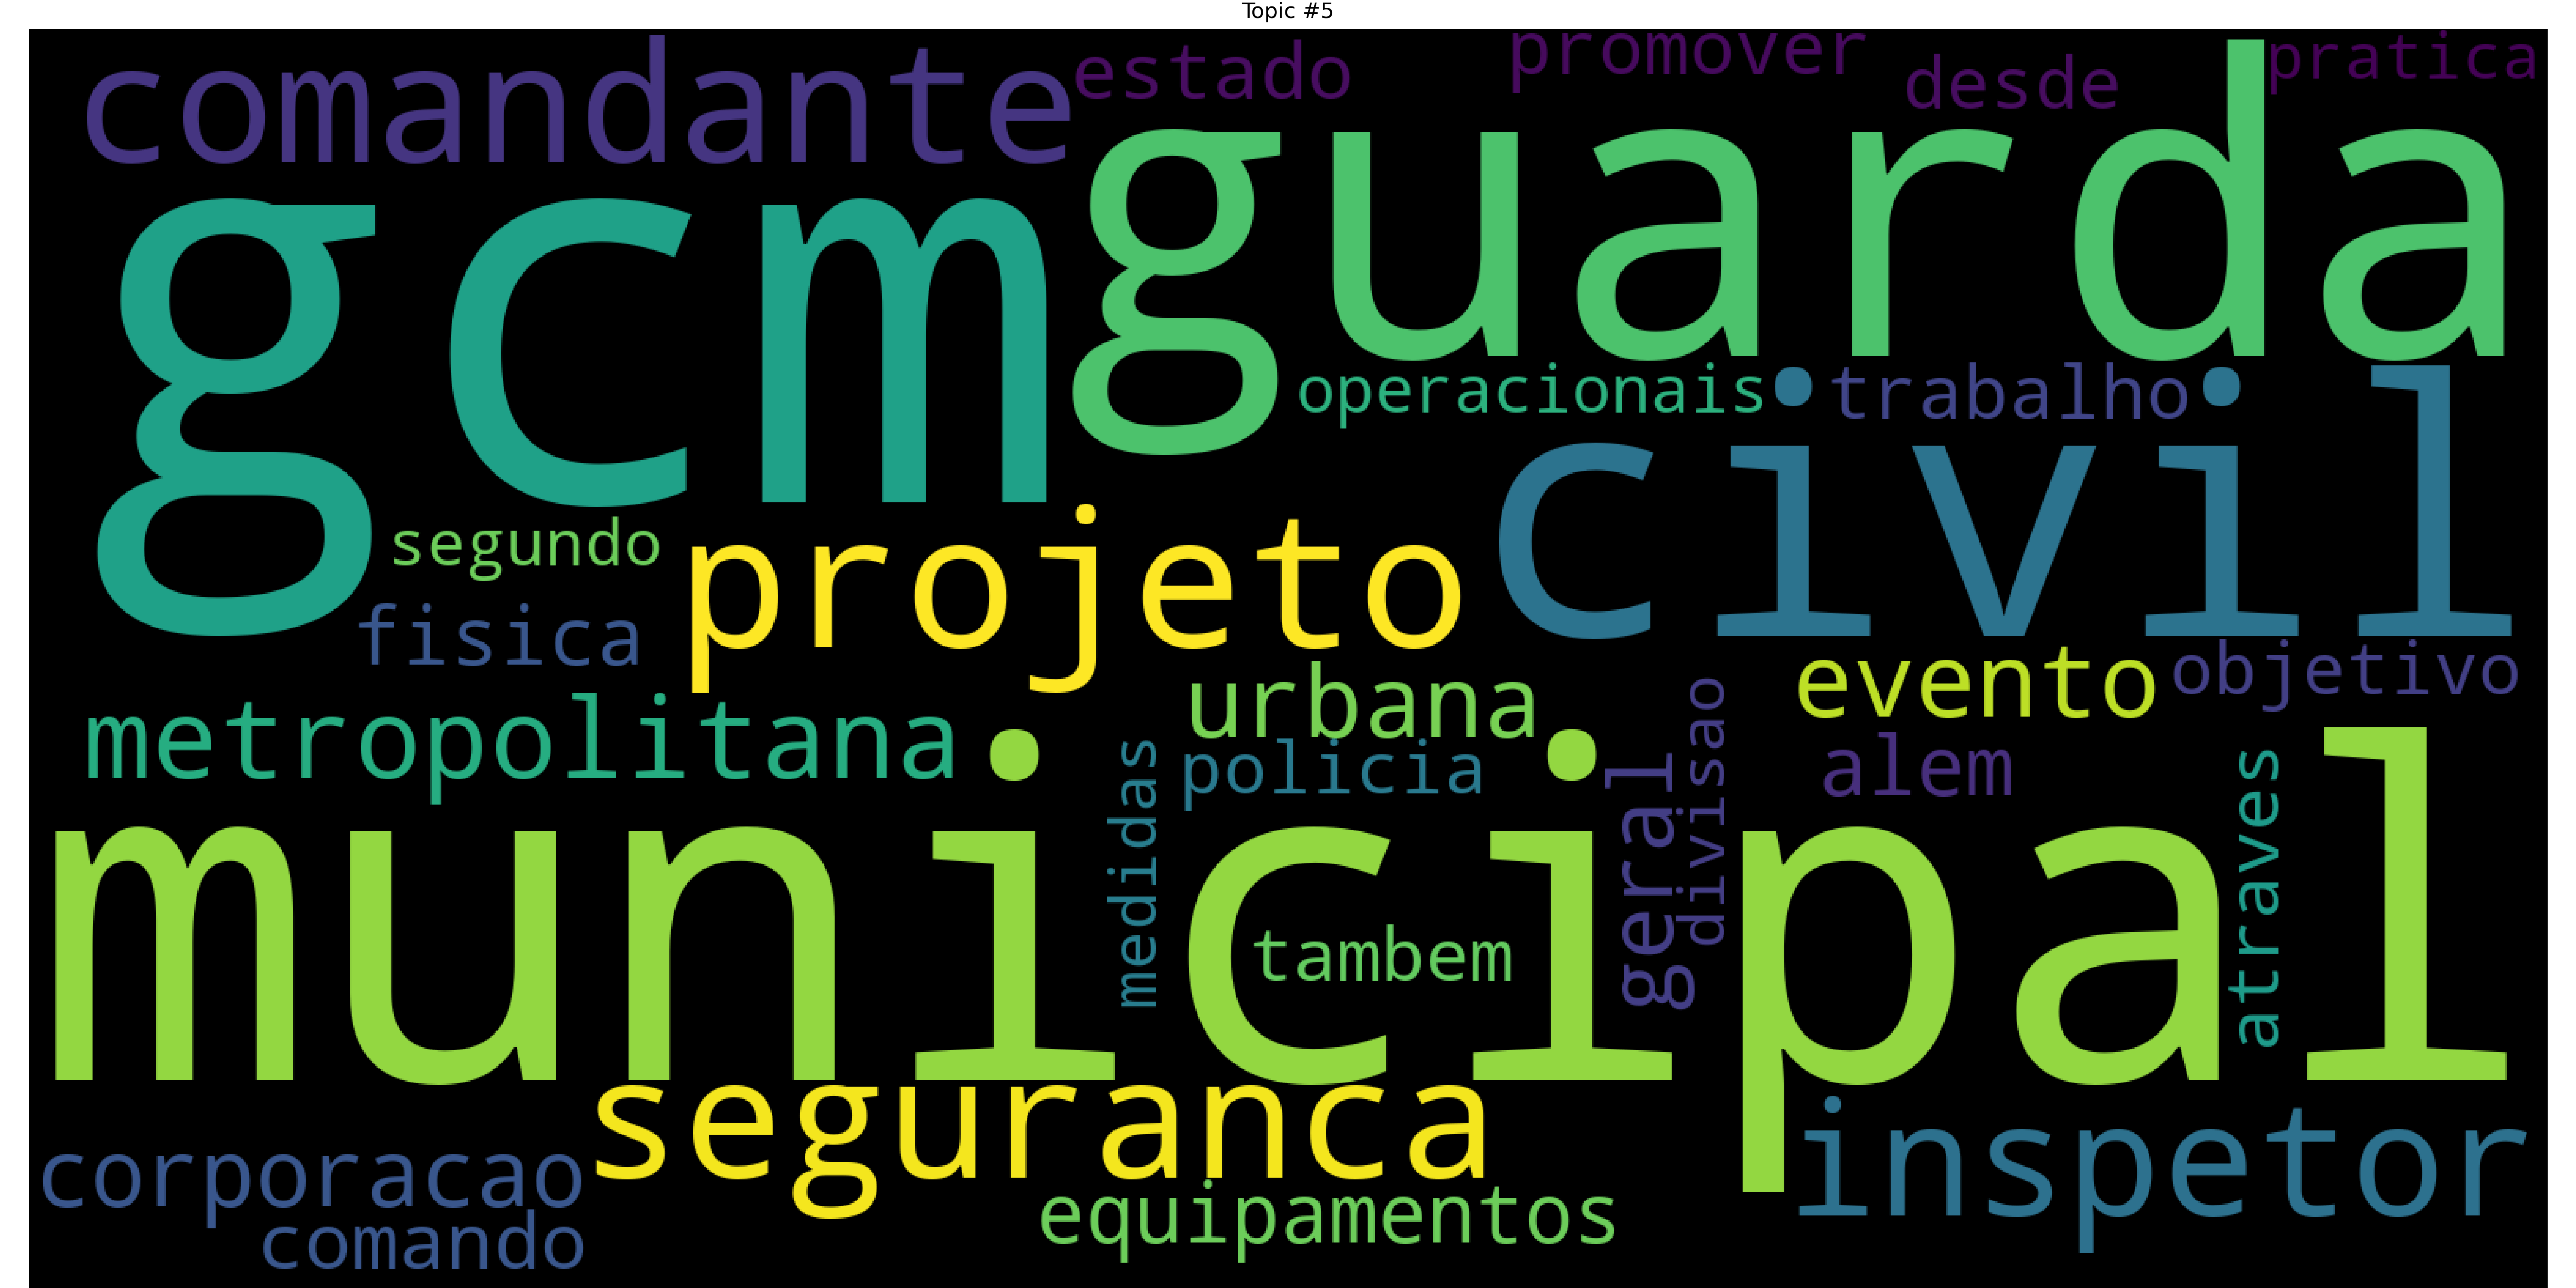 Topic #5
comandante
estado
promover
desde
pratica
gcm
guarda
operacionais
trabalho
civil
segundo
projeto
fisica
metropolitana
urbana
evento
objetivo
policia
medidas
geral
divisao
alem
atraves
municipal
tambem
seguranca
inspetor
corporacao
equipamentos
comando